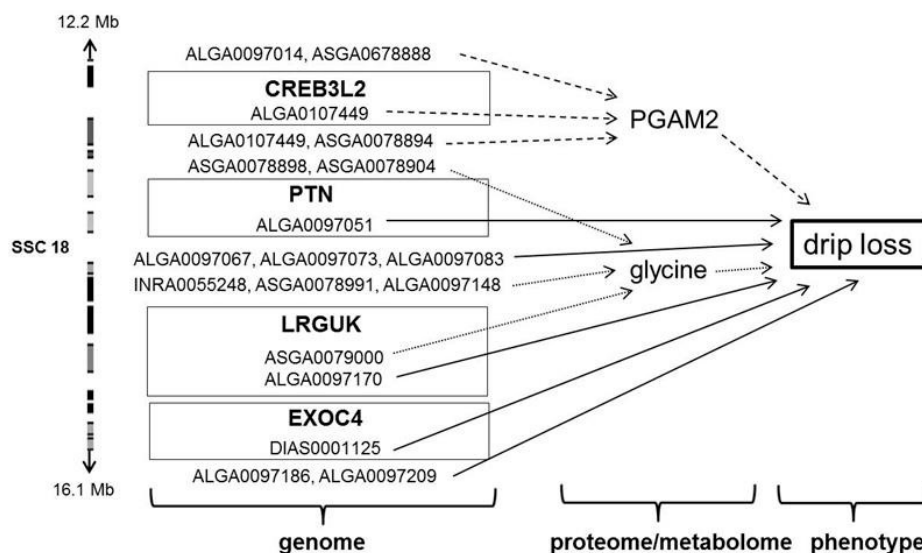 12.2 Mb
ALGA0097014, ASGA0678888
CREB3L2
ALGA0107449
PGAM2
ALGA0107449, ASGA0078894
ASGA0078898, ASGA0078904
PTN
ALGA0097051
SSC 18
drip loss
ALGA0097067, ALGA0097073, ALGA0097083
glycine
INRA0055248, ASGA0078991, ALGA0097148
LRGUK
ASGA0079000
ALGA0097170
EXOC4
DIAS0001125
ALGA0097186, ALGA0097209
16.1 Mb
genome
proteome/metabolome
phenotype